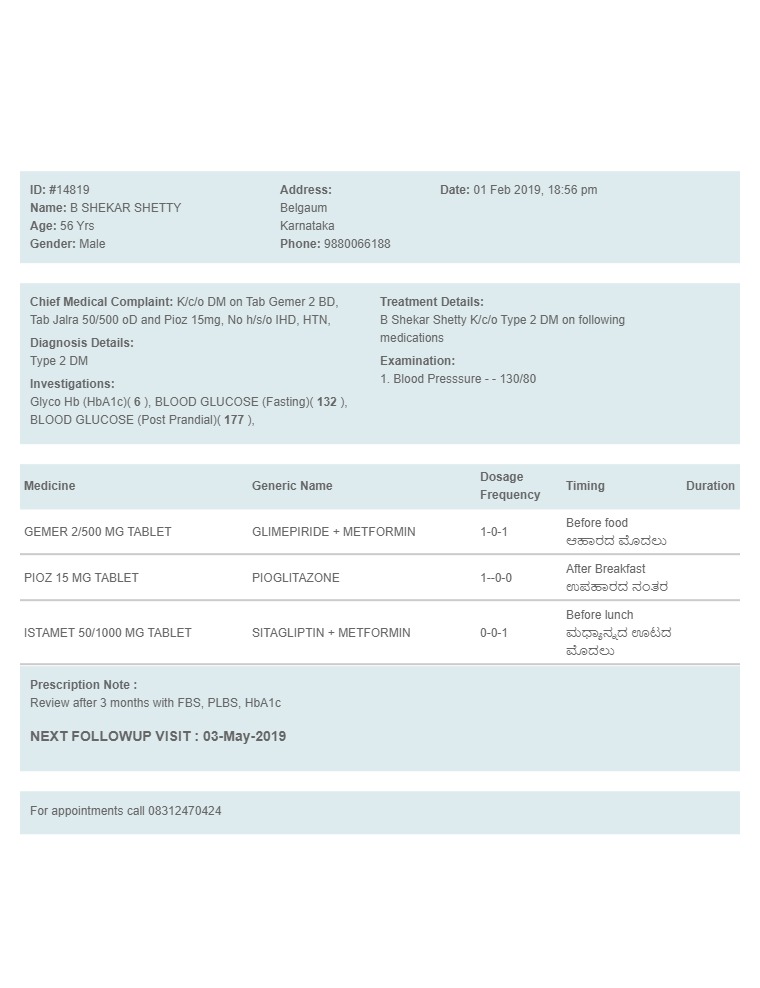 ID: #14819
Name: B SHEKAR SHETTY
Age: 56 Yrs
Gender: Male
Address:
Belgaum
Karnataka
Phone: 9880066188
Date: 01 Feb 2019, 18:56 pm
Chief Medical Complaint: K/c/o DM on Tab Gemer 2 BD,
Tab Jalra 50/500 oD and Pioz 15mg, No h/s/o IHD, HTN,
Diagnosis Details:
Type 2 DM
Investigations:
Glyco Hb (HbA1c)( 6 ), BLOOD GLUCOSE (Fasting)( 132 ),
BLOOD GLUCOSE (Post Prandial)( 177 ),
Treatment Details:
B Shekar Shetty K/c/o Type 2 DM on following
medications
Examination:
1. Blood Presssure - - 130/80
Medicine Generic Name Dosage Frequency Timing Duration
GEMER 2/500 MG TABLET GLIMEPIRIDE + METFORMIN 1-0-1 Before food
ಆಹಾರದ ಮೊದಲು
PIOZ 15 MG TABLET PIOGLITAZONE 1--0-0 After Breakfast
ಉಪಹಾರದ ನಂತರ
ISTAMET 50/1000 MG TABLET SITAGLIPTIN + METFORMIN 0-0-1 Before lunch
ಮಧ್ಯಾನ್ನದ ಊಟದ
ಮೊದಲು
Prescription Note :
Review after 3 months with FBS, PLBS, HbA1c
NEXT FOLLOWUP VISIT : 03-May-2019
For appointments call 08312470424